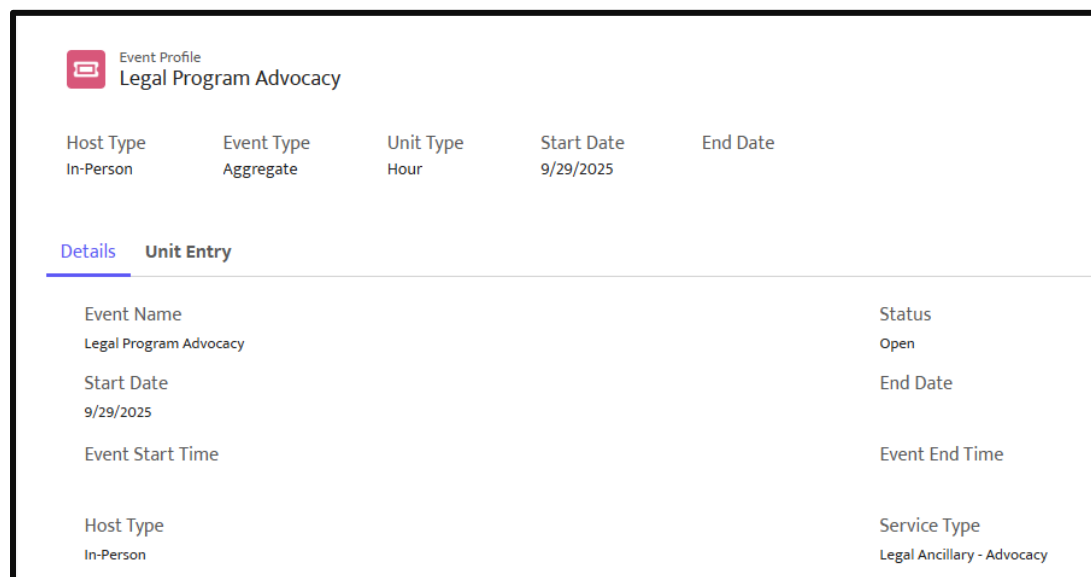 Event Profile
Legal Program Advocacy
Host Type Event Type Unit Type Start Date End Date
In-Person Aggregate Hour 9/29/2025
Details Unit Entry
Event Name Status
Legal Program Advocacy Open
Start Date End Date
9/29/2025
Event Start Time Event End Time
Host Type Service Type
In-Person Legal Ancillary - Advocacy